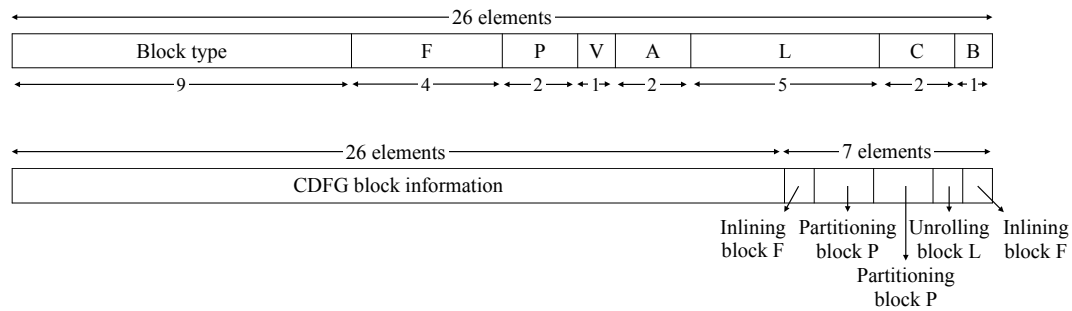 26 elements
Block type F P V A L C B
9 4 2 1 2 5 2 1
26 elements 7 elements
CDFG block information
Inlining Partitioning Unrolling Inlining
block F block P block L block F
Partitioning
block P